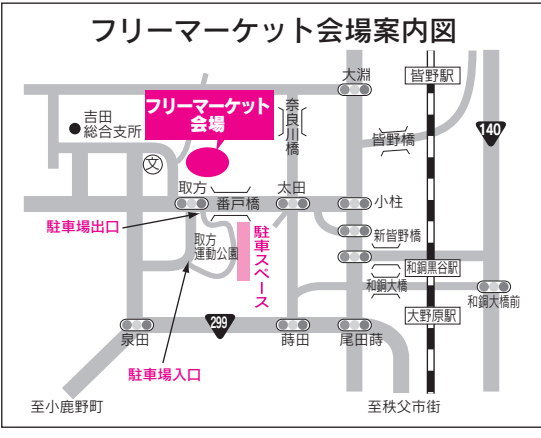 フリーマーケット会場案内図
大淵
皆野駅
フリーマーケット
会場
奈良川橋
吉田
総合支所
皆野橋
140
文
取方
番戸橋
太田
小柱
駐車場出口
取方
運動公園
駐車スペース
新皆野橋
和銅黒谷駅
和銅大橋
和銅大橋前
大野原駅
299
泉田
蒔田
尾田蒔
駐車場入口
至小鹿野町
至秩父市街